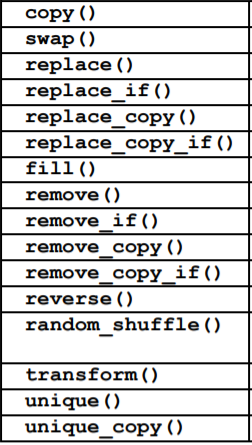 copy()
swap()
replace()
replace_if()
replace_copy()
replace_copy_if()
fill()
remove()
remove_if()
remove_copy()
remove_copy_if()
reverse()
random_shuffle()
transform()
unique()
unique_copy()